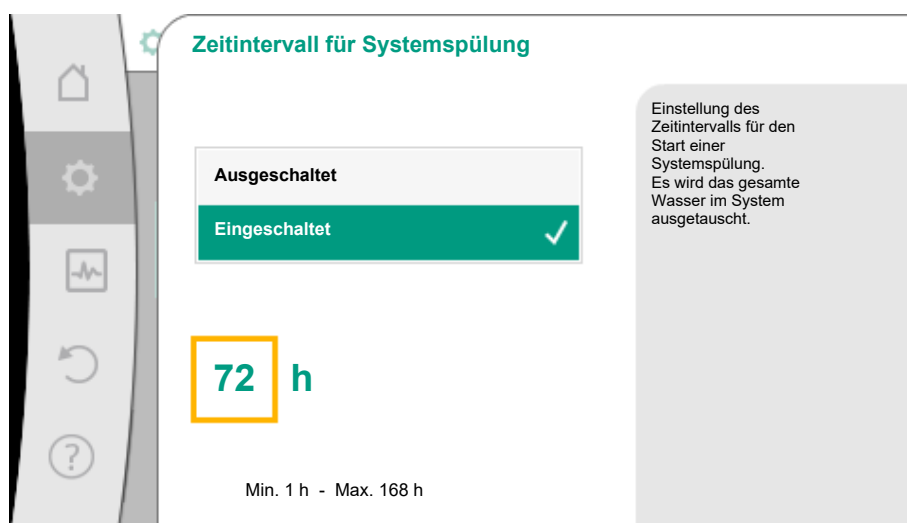 Zeitintervall für Systemspülung
Ausgeschaltet
Eingeschaltet
72 h
Min. 1 h - Max. 168 h
Einstellung des
Zeitintervalls für den
Start einer
Systemspülung.
Es wird das gesamte
Wasser im System
ausgetauscht.
?